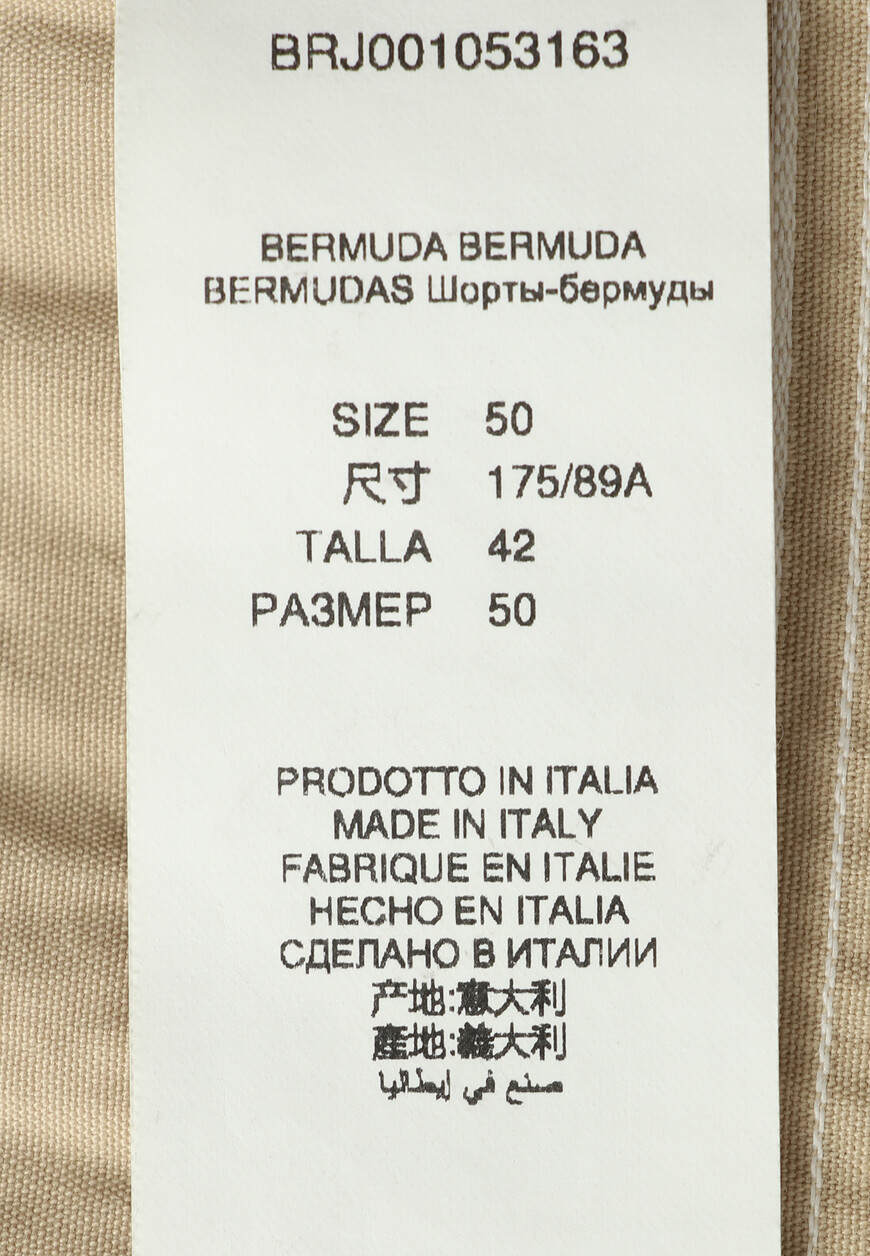 BRJ001053163
BERMUDA BERMUDA
BERMUDAS Шорты-бермуды
SIZE 50
尺寸 175/89A
TALLA 42
РАЗМЕР 50
PRODOTTO IN ITALIA
MADE IN ITALY
FABRIQUE EN ITALIE
HECHO EN ITALIA
СДЕЛАНО В ИТАЛИИ
产地:意大利
產地:義大利
صنع في إيطاليا